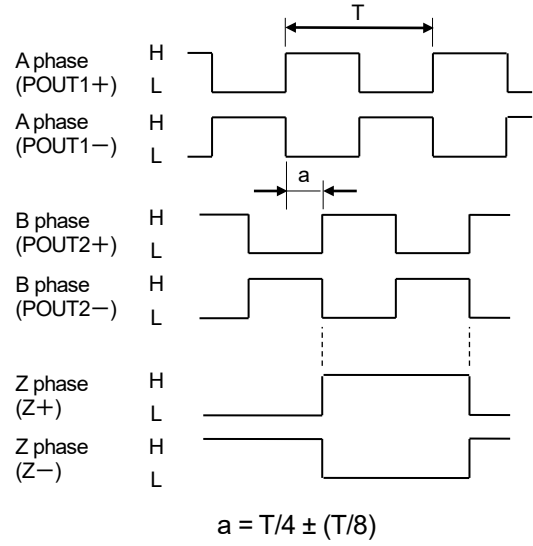 T
A phase H
(POUT1+) L
A phase H
(POUT1−) L
a
B phase H
(POUT2+) L
B phase H
(POUT2−) L
Z phase H
(Z+) L
Z phase H
(Z−) L
a = T/4 ± (T/8)